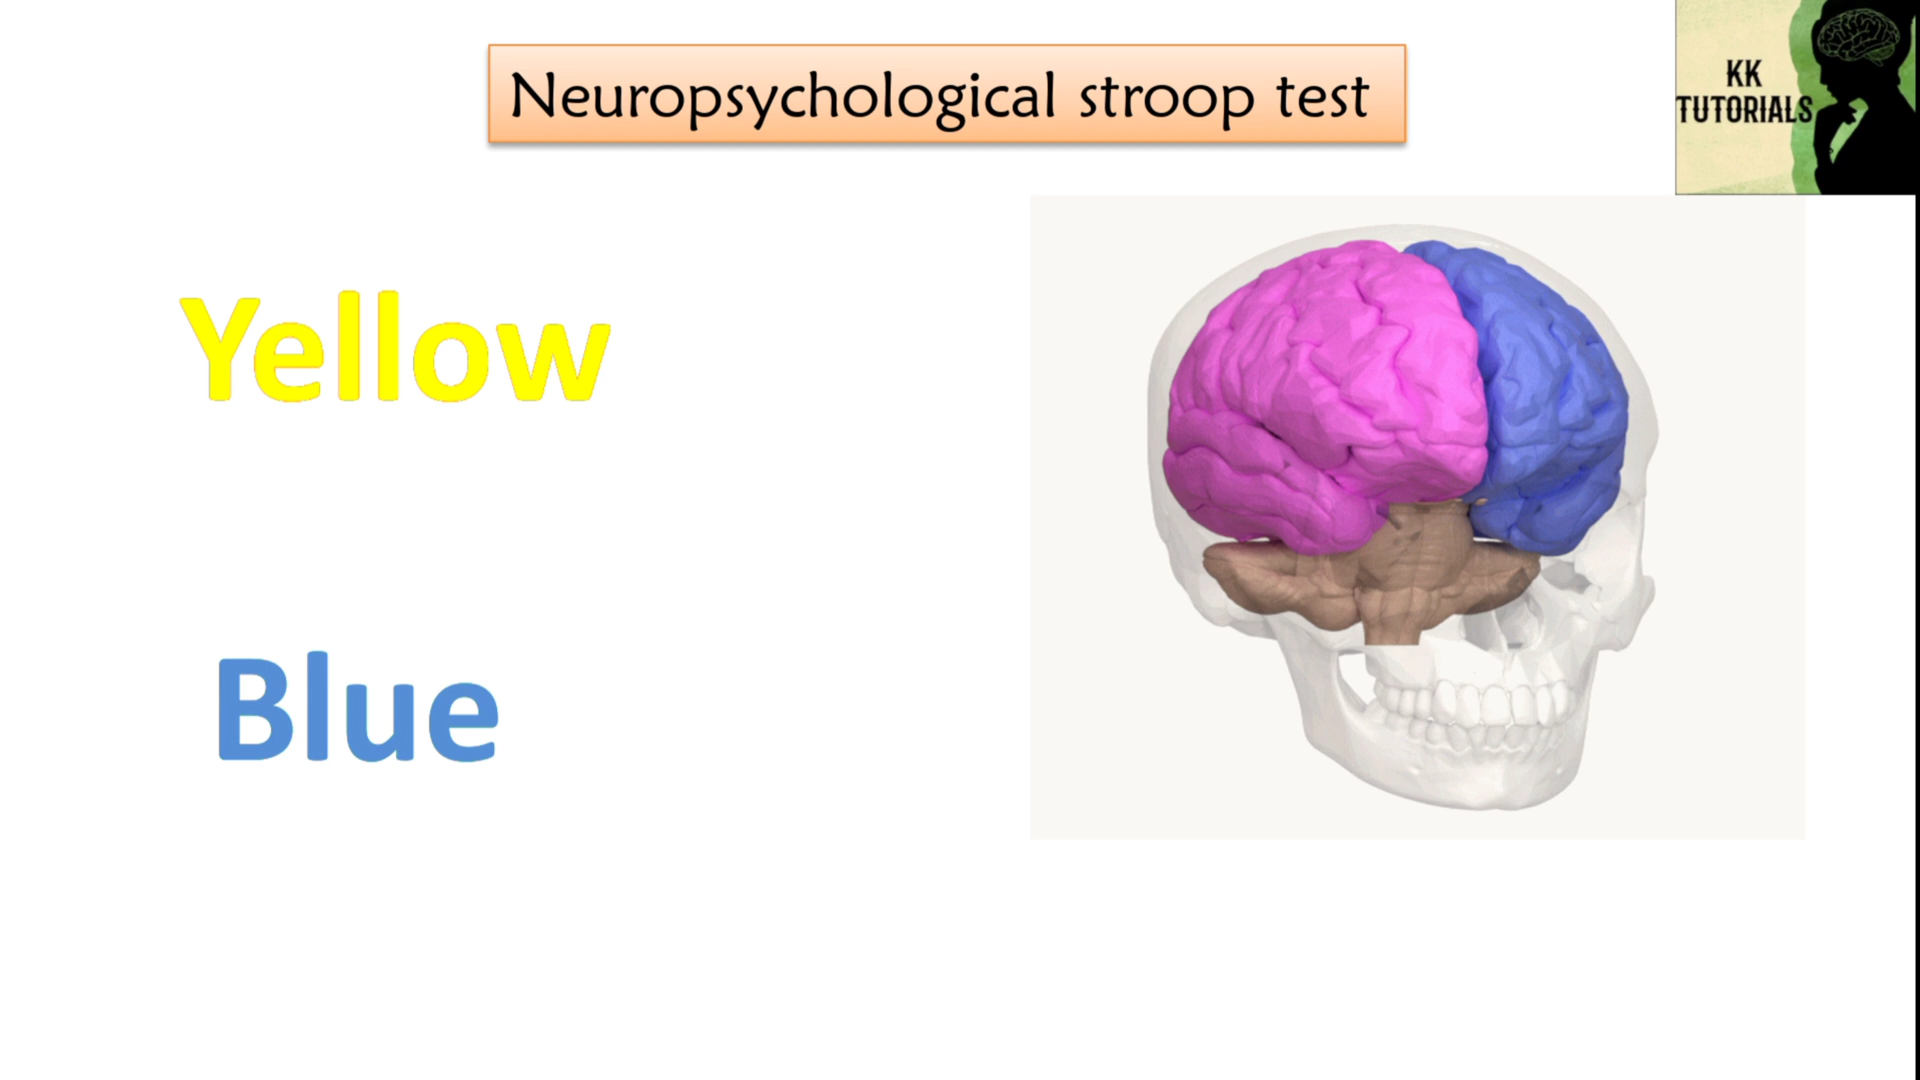 Neuropsychological stroop test
KK
TUTORIALS
Yellow
Blue